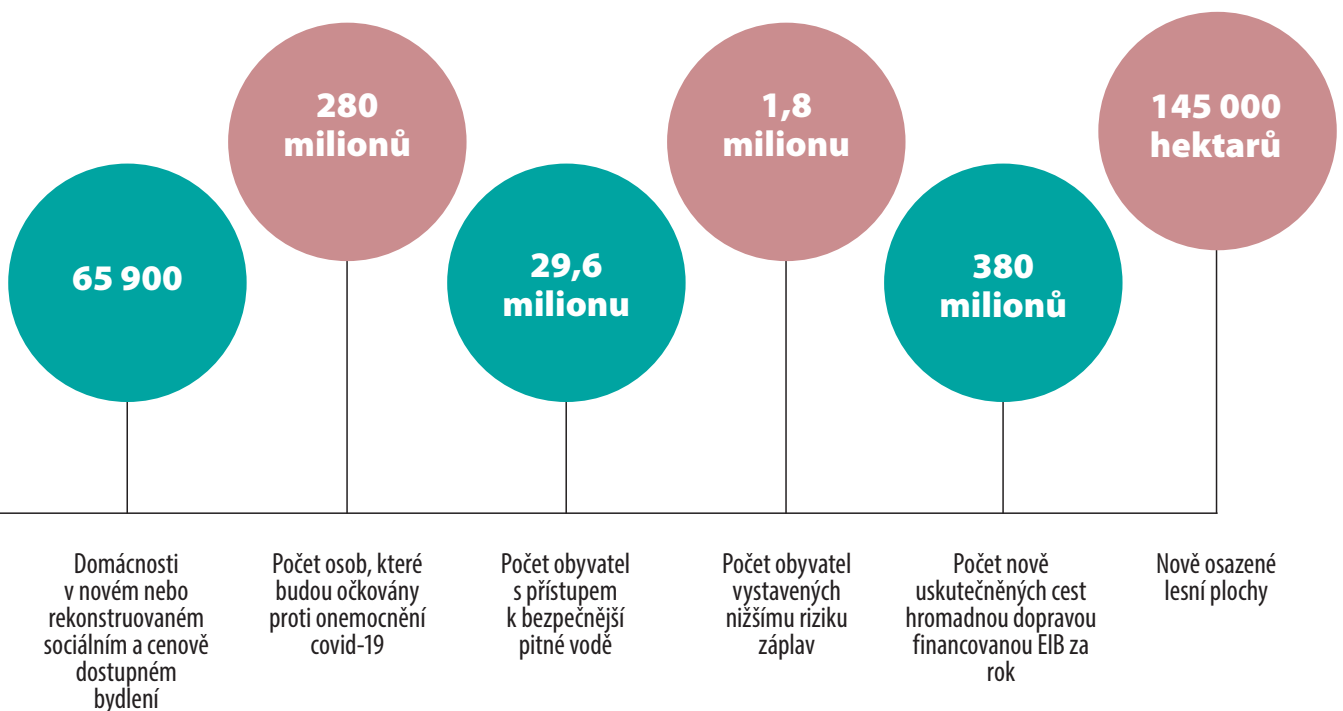 65 900
Domácnosti
v novém nebo
rekonstruovaném
sociálním a cenově
dostupném
bydlení
280
milionů
Počet osob, které
budou očkovány
proti onemocnění
covid-19
29,6
milionu
Počet obyvatel
s přístupem
k bezpečnější
pitné vodě
1,8
milionu
Počet obyvatel
vystavených
nižšímu riziku
záplav
380
milionů
Počet nově
uskutečněných cest
hromadnou dopravou
financovanou EIB za
rok
145 000
hektarů
Nově osazené
lesní plochy